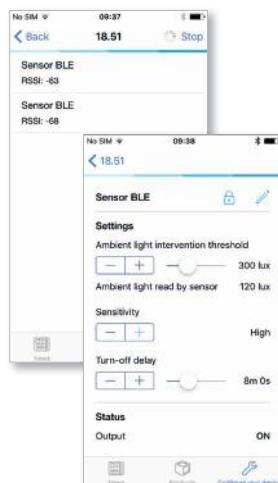 No SIM 09:37
Back 18.51 Stop
Sensor BLE
RSSI: -63
Sensor BLE
RSSI: -68
No SIM 09:38
18.51
Sensor BLE
Settings
Ambient light intervention threshold
− + 300 lux
Ambient light read by sensor 120 lux
Sensitivity
− + High
Turn-off delay
− + 8m 0s
Status
Output ON